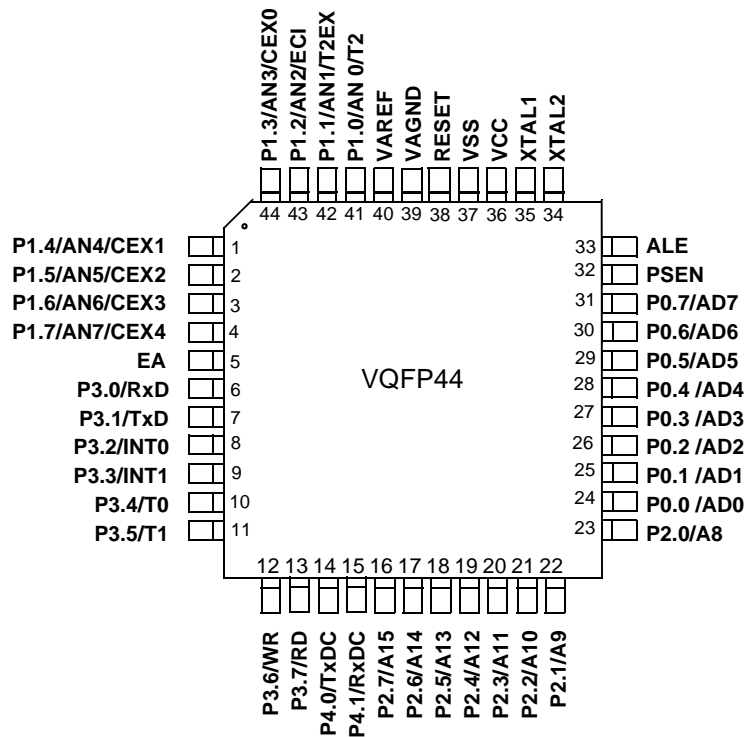 P1.3/AN3/CEX0
P1.2/AN2/ECI
P1.1/AN1/T2EX
P1.0/AN 0/T2
VAREF
VAGND
RESET
VSS
VCC
XTAL1
XTAL2
44 43 42 41 40 39 38 37 36 35 34
P1.4/AN4/CEX1 1
P1.5/AN5/CEX2 2
P1.6/AN6/CEX3 3
P1.7/AN7/CEX4 4
EA 5
P3.0/RxD 6
P3.1/TxD 7
P3.2/INT0 8
P3.3/INT1 9
P3.4/T0 10
P3.5/T1 11
VQFP44
33 ALE
32 PSEN
31 P0.7/AD7
30 P0.6/AD6
29 P0.5/AD5
28 P0.4 /AD4
27 P0.3 /AD3
26 P0.2 /AD2
25 P0.1 /AD1
24 P0.0 /AD0
23 P2.0/A8
12 13 14 15 16 17 18 19 20 21 22
P3.6/WR
P3.7/RD
P4.0/TxDC
P4.1/RxDC
P2.7/A15
P2.6/A14
P2.5/A13
P2.4/A12
P2.3/A11
P2.2/A10
P2.1/A9